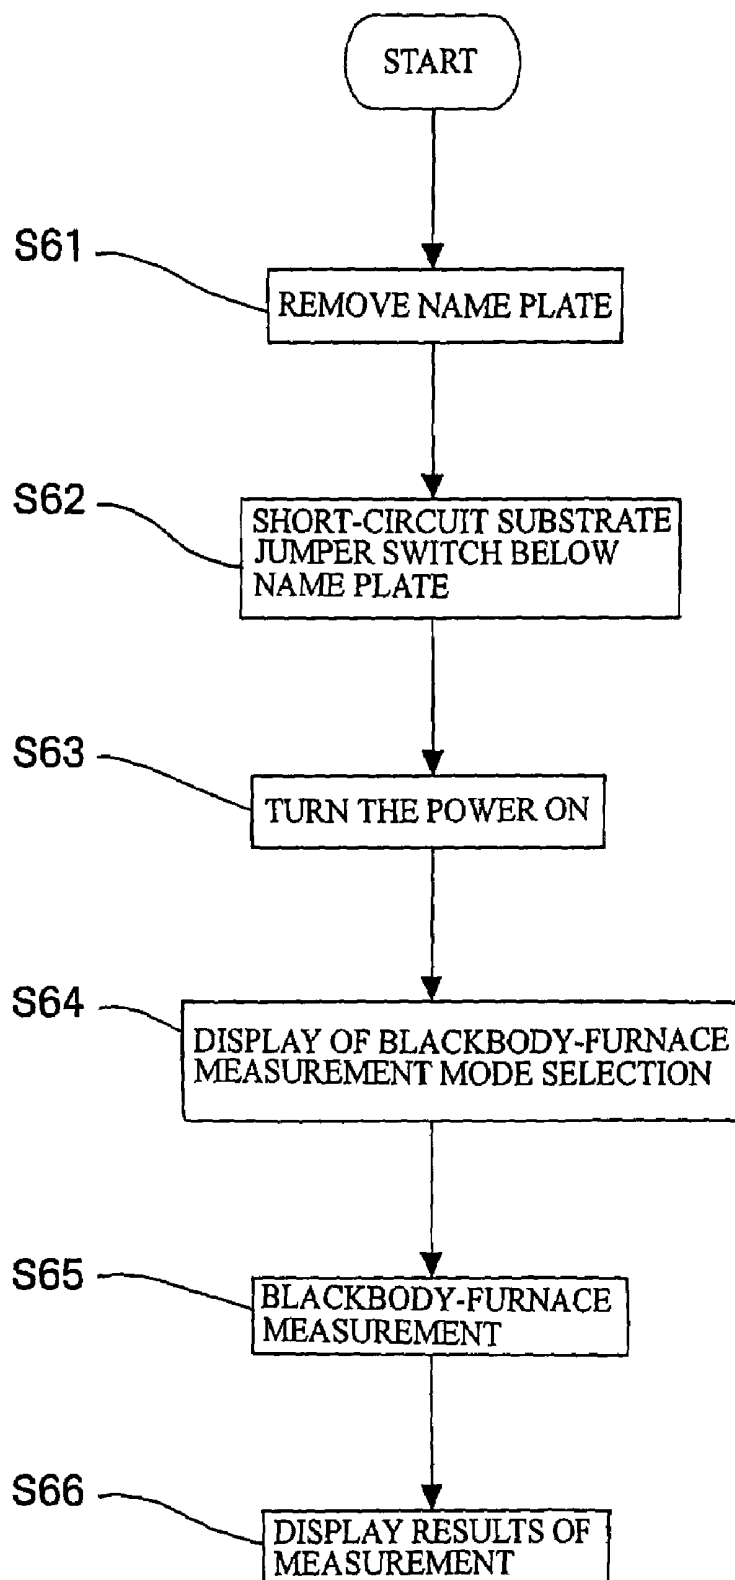 START
S61
REMOVE NAME PLATE
S62
SHORT-CIRCUIT SUBSTRATE
JUMPER SWITCH BELOW
NAME PLATE
S63
TURN THE POWER ON
S64
DISPLAY OF BLACKBODY-FURNACE
MEASUREMENT MODE SELECTION
S65
BLACKBODY-FURNACE
MEASUREMENT
S66
DISPLAY RESULTS OF
MEASUREMENT